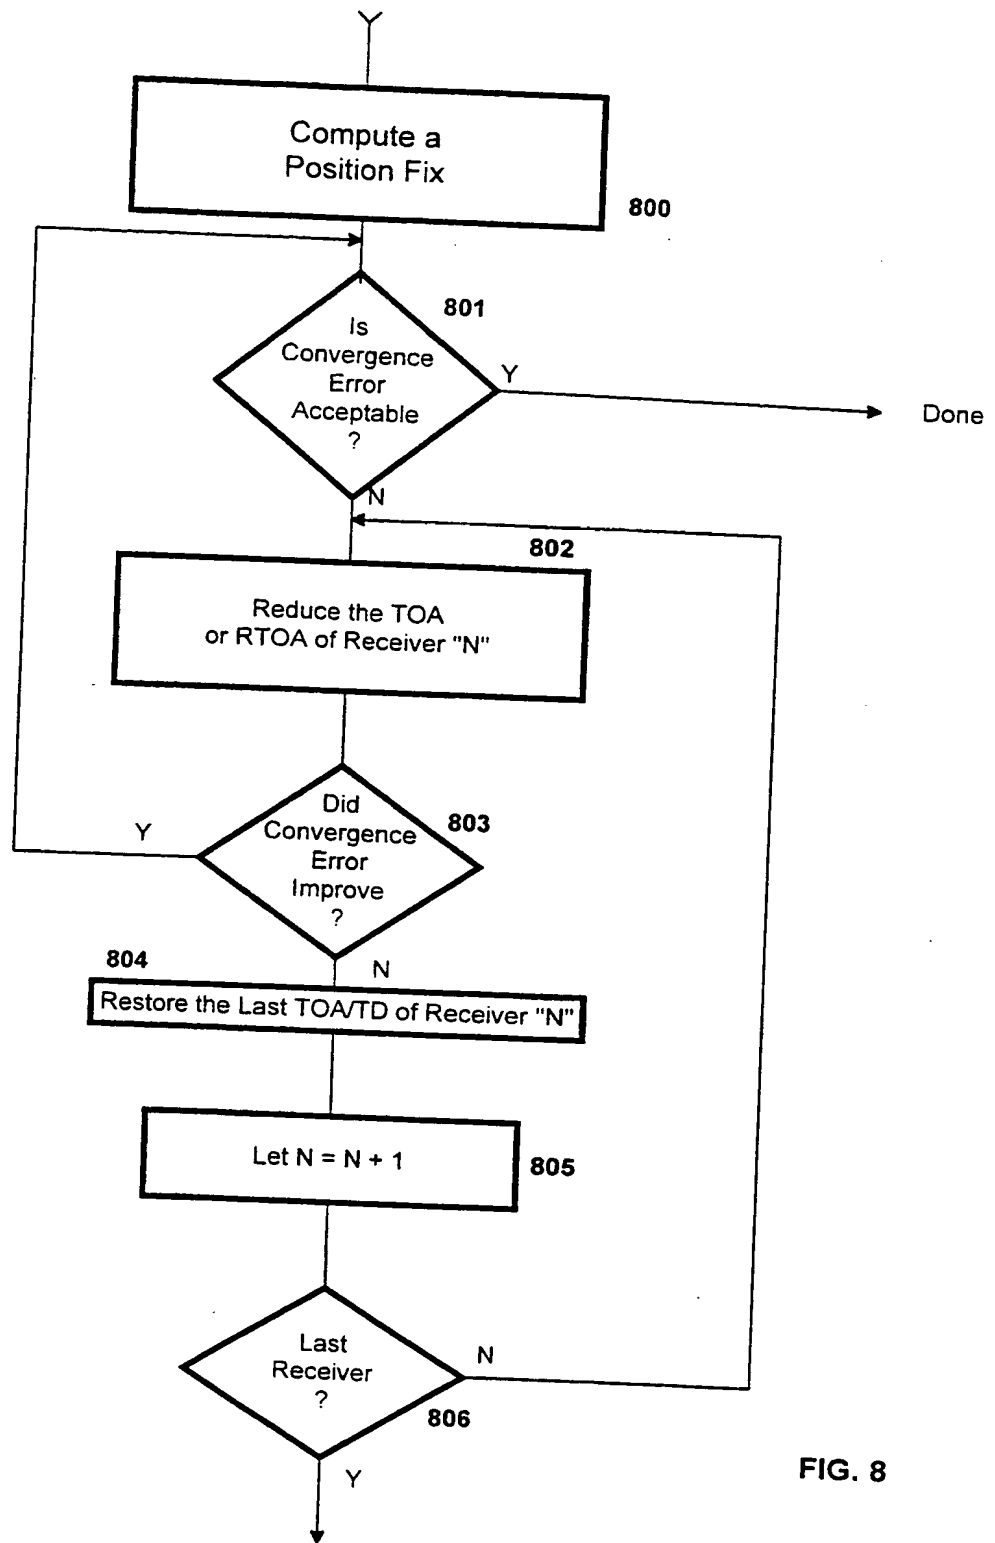 Compute a
Position Fix
800
801
Is
Convergence
Error
Acceptable
?
Y
Done
N
802
Reduce the TOA
or RTOA of Receiver "N"
Did
Convergence
Error
Improve
?
803
Y
N
804
Restore the Last TOA/TD of Receiver "N"
Let N = N + 1
805
Last
Receiver
?
N
806
Y
FIG. 8